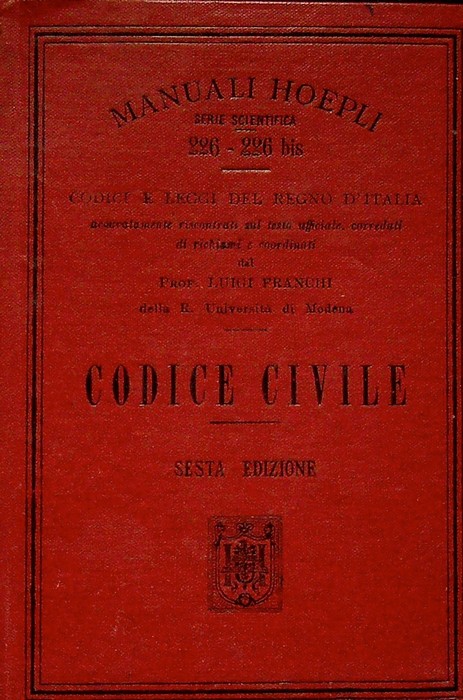 MANUALI HOEPLI
SERIE SCIENTIFICA
226 - 226 bis
CODICI E LEGGI DEL REGNO D'ITALIA
accuratamente riscontrati sul testo ufficiale, corredati
di richiami e coordinati
dal
PROF. LUIGI FRANCHI
della R. Università di Modena
CODICE CIVILE
SESTA EDIZIONE